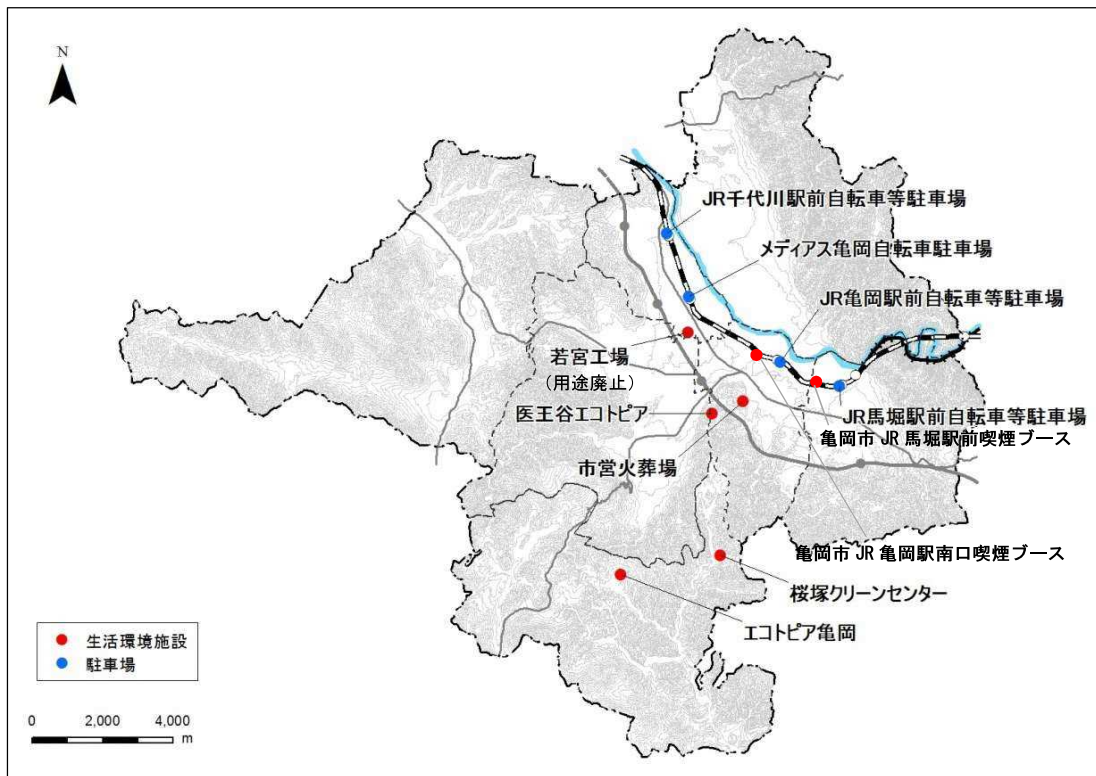 N
JR千代川駅前自転車等駐車場
メディアス亀岡自転車駐車場
JR亀岡駅前自転車等駐車場
若宮工場
(用途廃止)
医王谷エコトピア
JR馬堀駅前自転車等駐車場
亀岡市 JR 馬堀駅前喫煙ブース
市営火葬場
亀岡市 JR 亀岡駅南口喫煙ブース
桜塚クリーンセンター
エコトピア亀岡
生活環境施設
駐車場
0 2,000 4,000
m